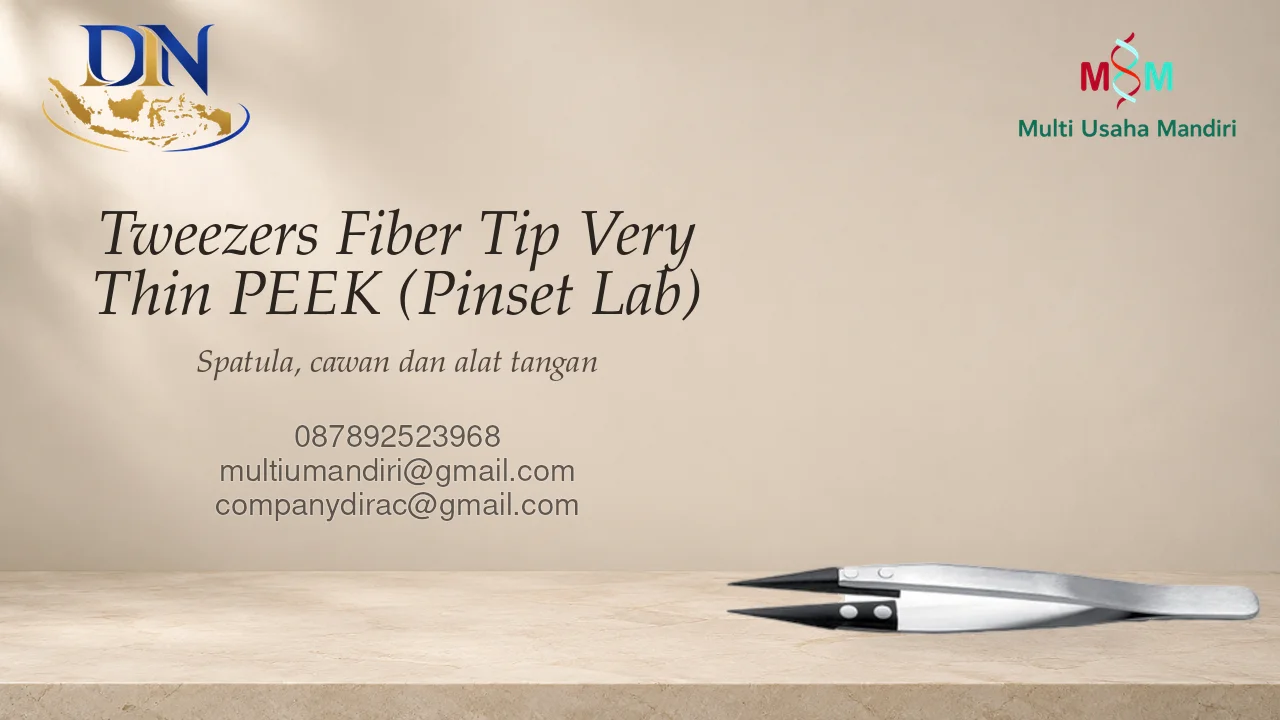 DN
M M
Multi Usaha Mandiri
Tweezers Fiber Tip Very
Thin PEEK (Pinset Lab)
Spatula, cawan dan alat tangan
087892523968
multiumandiri@gmail.com
companydirac@gmail.com